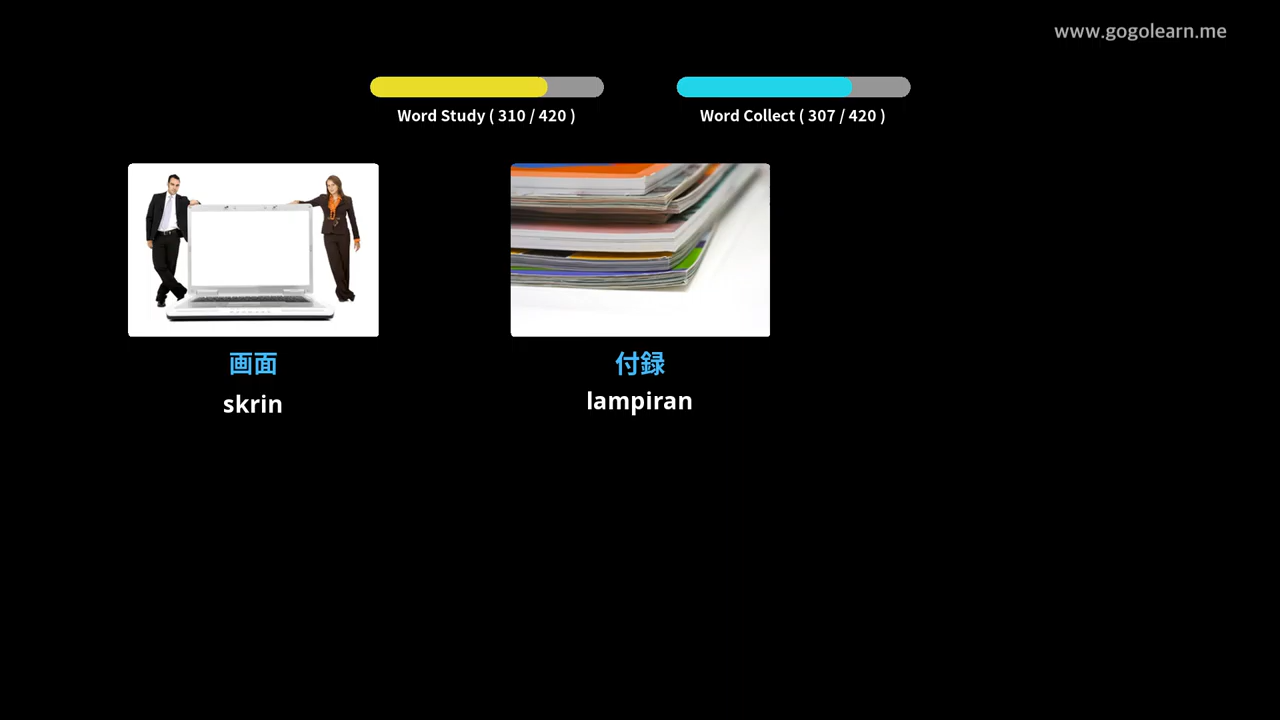 www.gogolearn.me
Word Study ( 310 / 420 )
Word Collect ( 307 / 420 )
画面
skrin
付録
lampiran